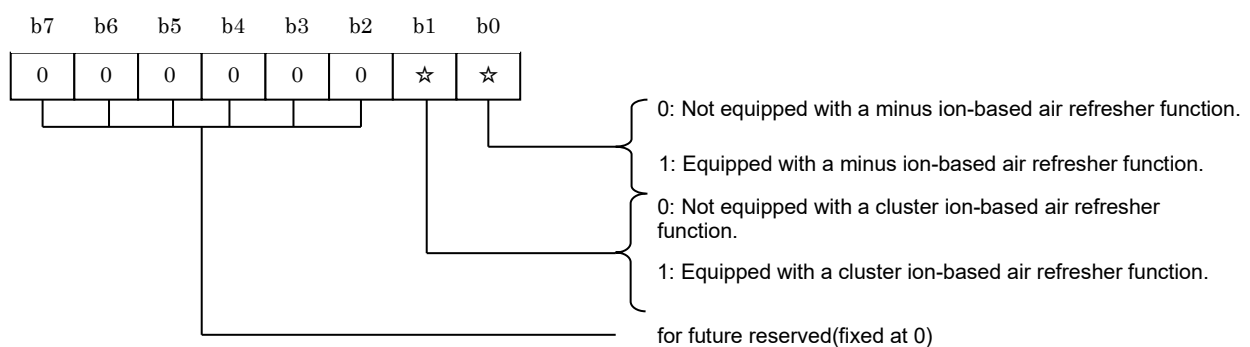 b7 b6 b5 b4 b3 b2 b1 b0
0 0 0 0 0 0 ☆ ☆
0: Not equipped with a minus ion-based air refresher function.
1: Equipped with a minus ion-based air refresher function.
0: Not equipped with a cluster ion-based air refresher
function.
1: Equipped with a cluster ion-based air refresher function.
for future reserved(fixed at 0)